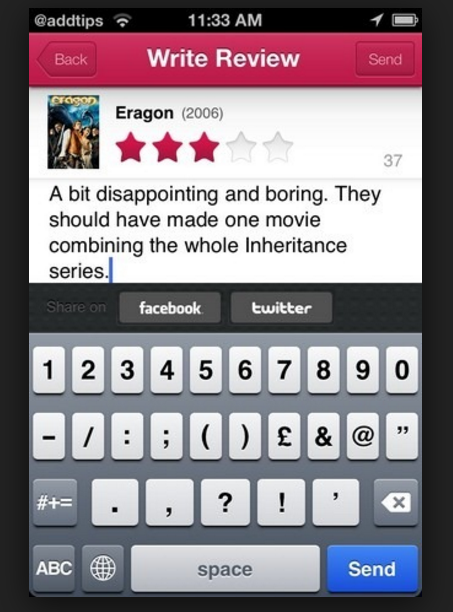 @addtips 11:33 AM
Back Write Review Send
eragon
Eragon (2006)
37
A bit disappointing and boring. They
should have made one movie
combining the whole Inheritance
series.
Share on facebook twitter
1 2 3 4 5 6 7 8 9 0
- / : ; ( ) £ & @ ”
#+= . , ? ! ’
ABC space Send